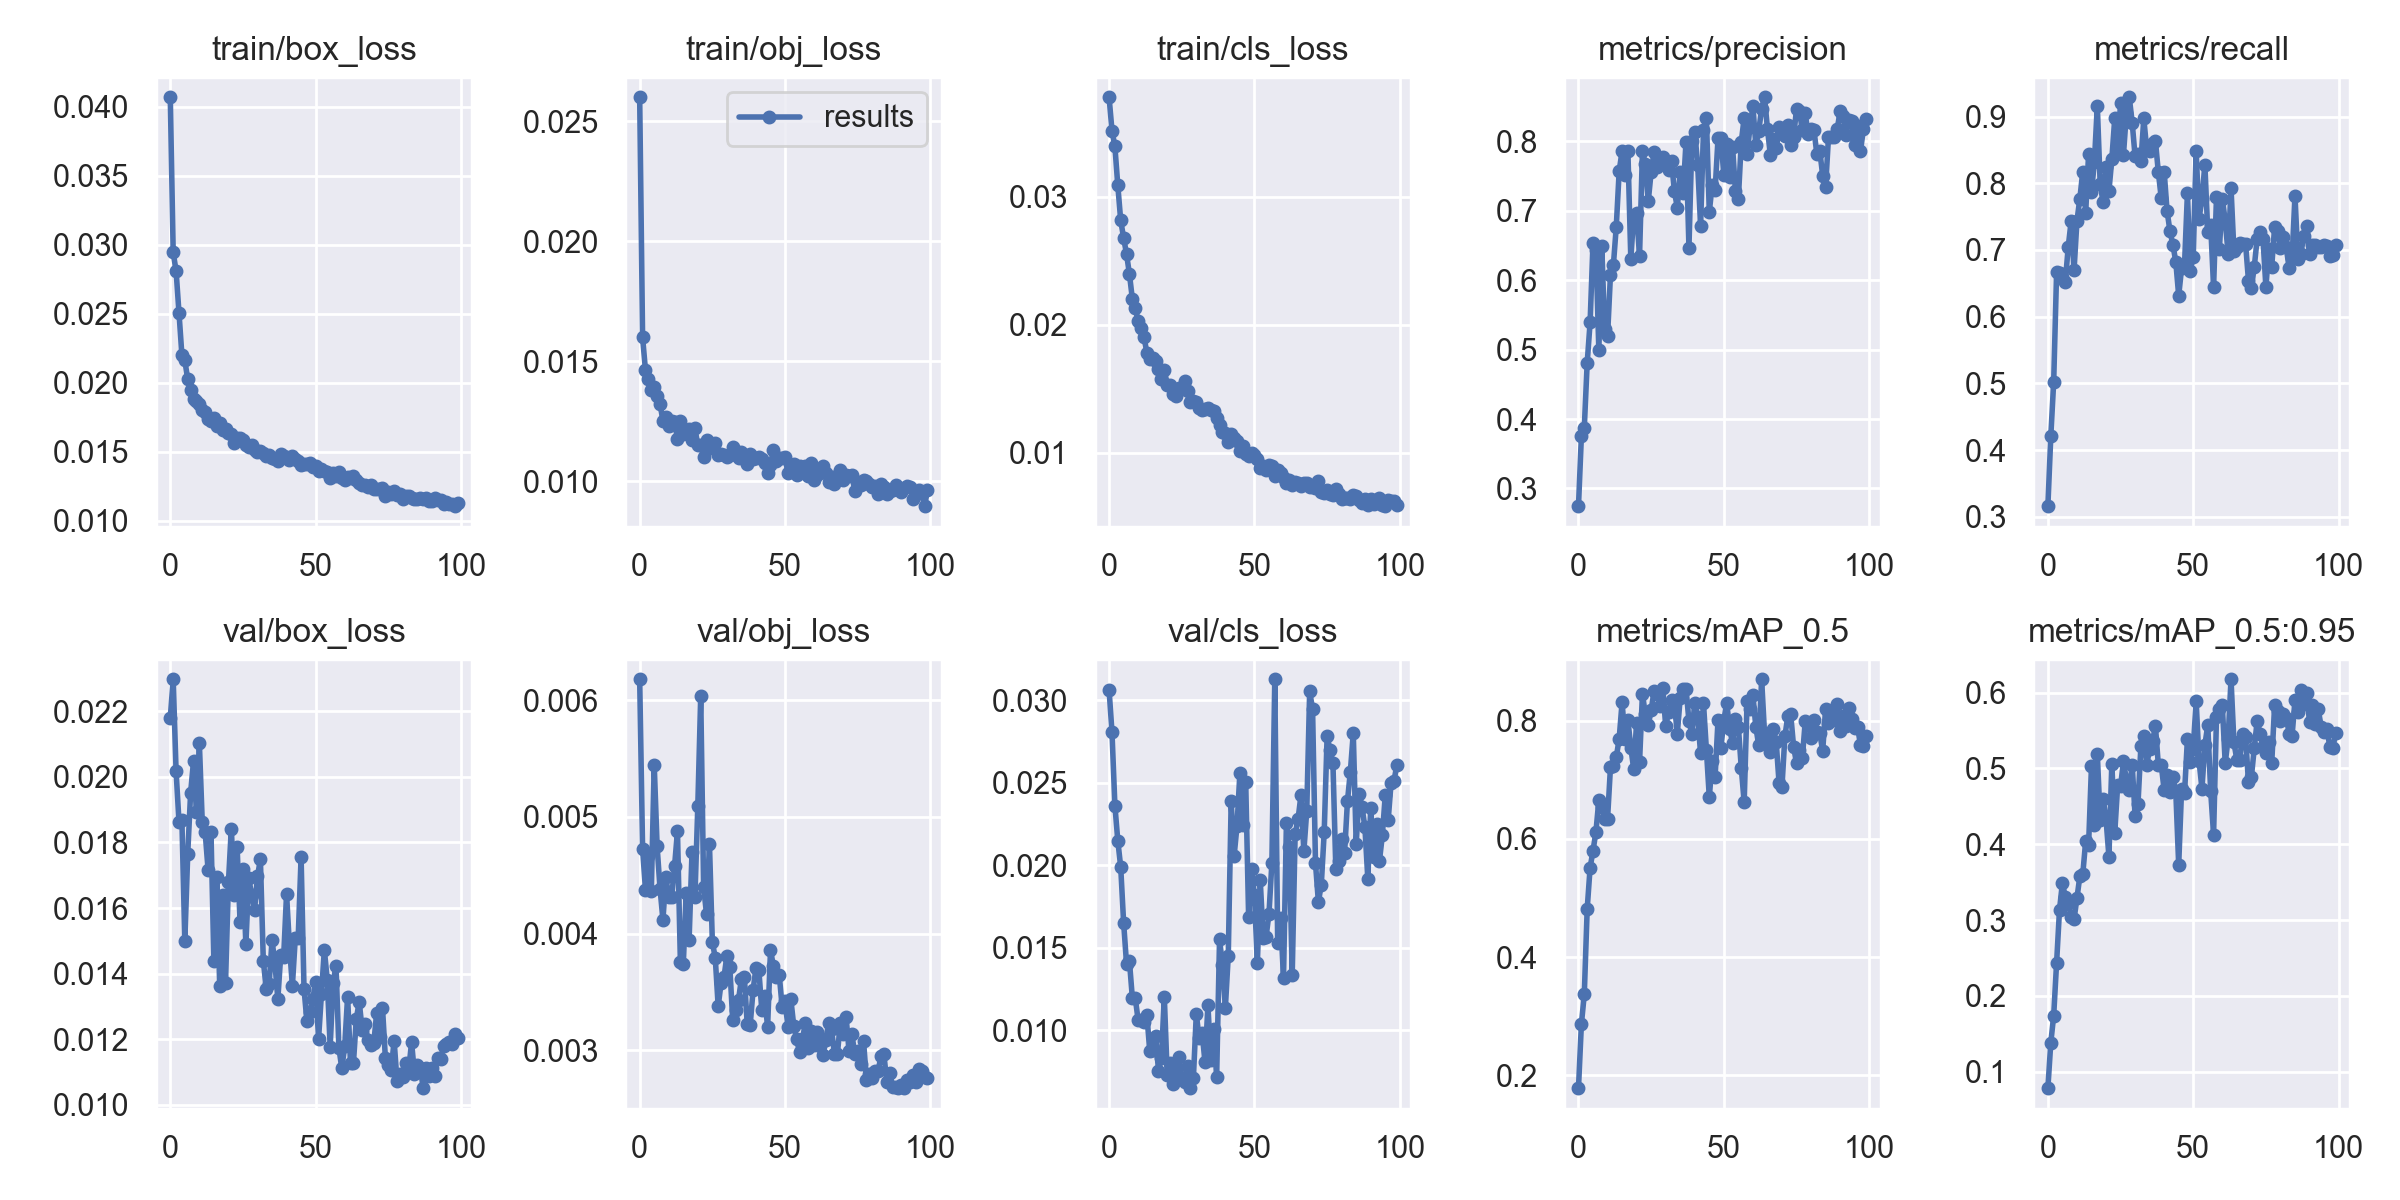 train/box_loss
0.040
0.035
0.030
0.025
0.020
0.015
0.010
0 50 100
train/obj_loss
results
0.025
0.020
0.015
0.010
0 50 100
train/cls_loss
0.03
0.02
0.01
0 50 100
metrics/precision
0.8
0.7
0.6
0.5
0.4
0.3
0 50 100
metrics/recall
0.9
0.8
0.7
0.6
0.5
0.4
0.3
0 50 100
val/box_loss
0.022
0.020
0.018
0.016
0.014
0.012
0.010
0 50 100
val/obj_loss
0.006
0.005
0.004
0.003
0 50 100
val/cls_loss
0.030
0.025
0.020
0.015
0.010
0 50 100
metrics/mAP_0.5
0.8
0.6
0.4
0.2
0 50 100
metrics/mAP_0.5:0.95
0.6
0.5
0.4
0.3
0.2
0.1
0 50 100